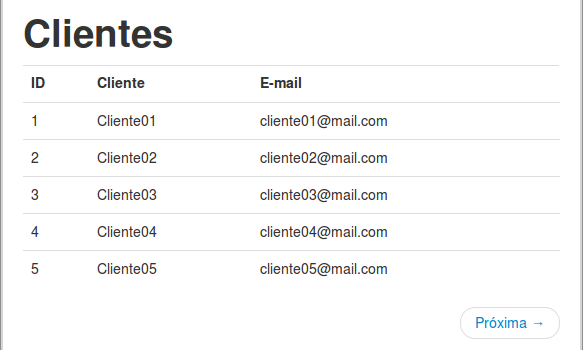 Clientes
ID Cliente E-mail
1 Cliente01 cliente01@mail.com
2 Cliente02 cliente02@mail.com
3 Cliente03 cliente03@mail.com
4 Cliente04 cliente04@mail.com
5 Cliente05 cliente05@mail.com
Próxima →